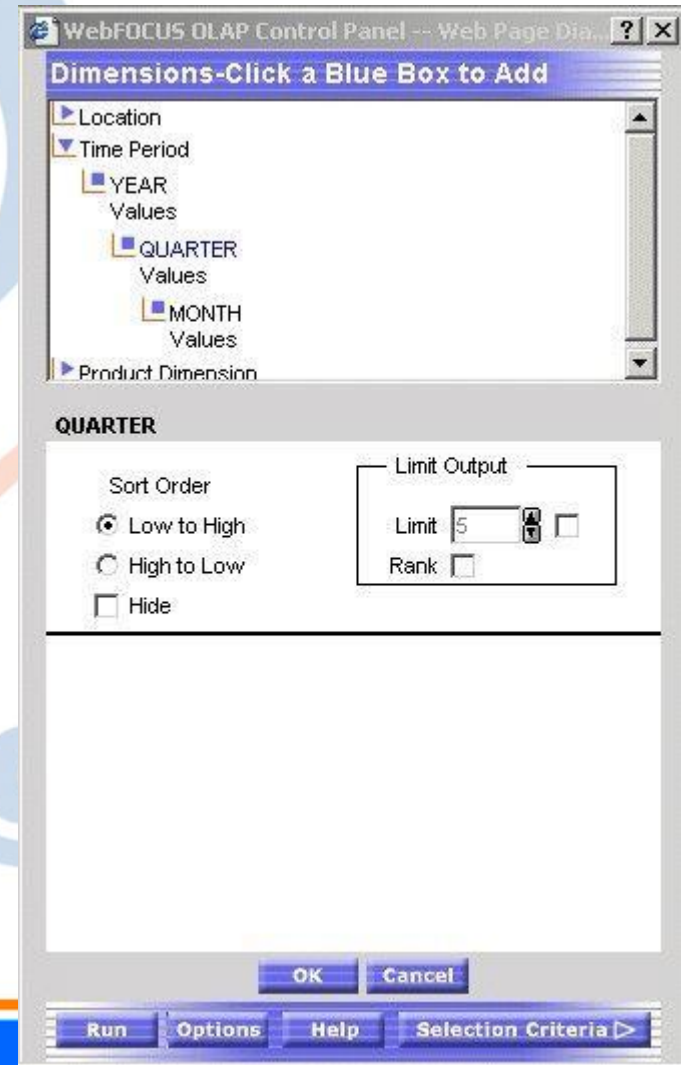 WebFOCUS OLAP Control Panel -- Web Page Dia...
Dimensions-Click a Blue Box to Add
Location
Time Period
YEAR
Values
QUARTER
Values
MONTH
Values
Product Dimension
QUARTER
Sort Order
Low to High
High to Low
Hide
Limit Output
Limit 5
Rank
OK Cancel
Run Options Help Selection Criteria